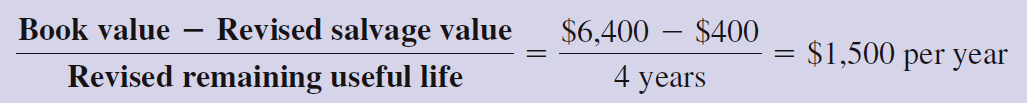 Book value − Revised salvage value / Revised remaining useful life = $6,400 − $400 / 4 years = $1,500 per year